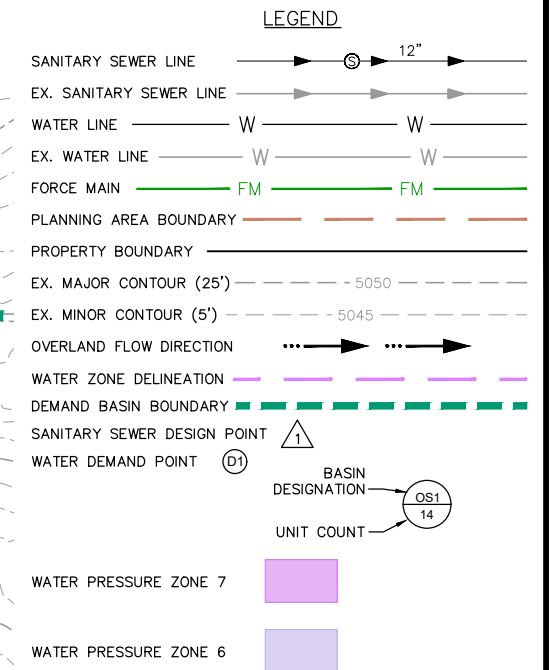 LEGEND
SANITARY SEWER LINE S 12"
EX. SANITARY SEWER LINE
WATER LINE W W
EX. WATER LINE W W
FORCE MAIN FM FM
PLANNING AREA BOUNDARY
PROPERTY BOUNDARY
EX. MAJOR CONTOUR (25') 5050
EX. MINOR CONTOUR (5') 5045
OVERLAND FLOW DIRECTION
WATER ZONE DELINEATION
DEMAND BASIN BOUNDARY
SANITARY SEWER DESIGN POINT 1
WATER DEMAND POINT D1
BASIN
DESIGNATION
OS1
14
UNIT COUNT
WATER PRESSURE ZONE 7
WATER PRESSURE ZONE 6